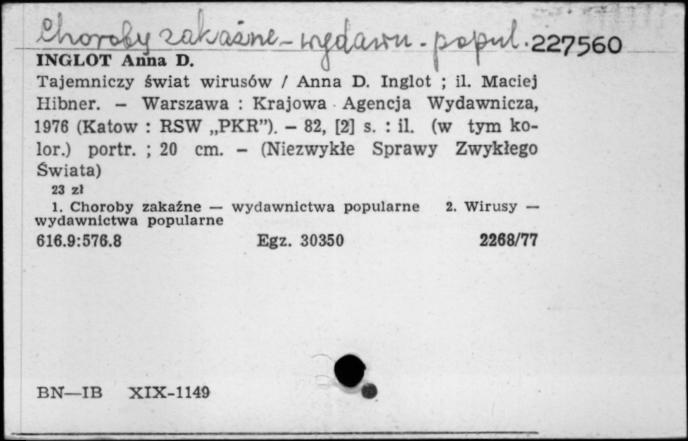 Choroby zakaźne - wydawn. - popul. 227560
INGLOT Anna D.
Tajemniczy świat wirusów / Anna D. Inglot ; il. Maciej
Hibner. — Warszawa : Krajowa Agencja Wydawnicza,
1976 (Katow : RSW „PKR”). — 82, [2] s. : il. (w tym ko-
lor.) portr. ; 20 cm. — (Niezwykłe Sprawy Zwykłego
Świata)
23 zł
1. Choroby zakaźne — wydawnictwa popularne 2. Wirusy —
wydawnictwa popularne
616.9:576.8 Egz. 30350 2268/77
BN—IB XIX-1149